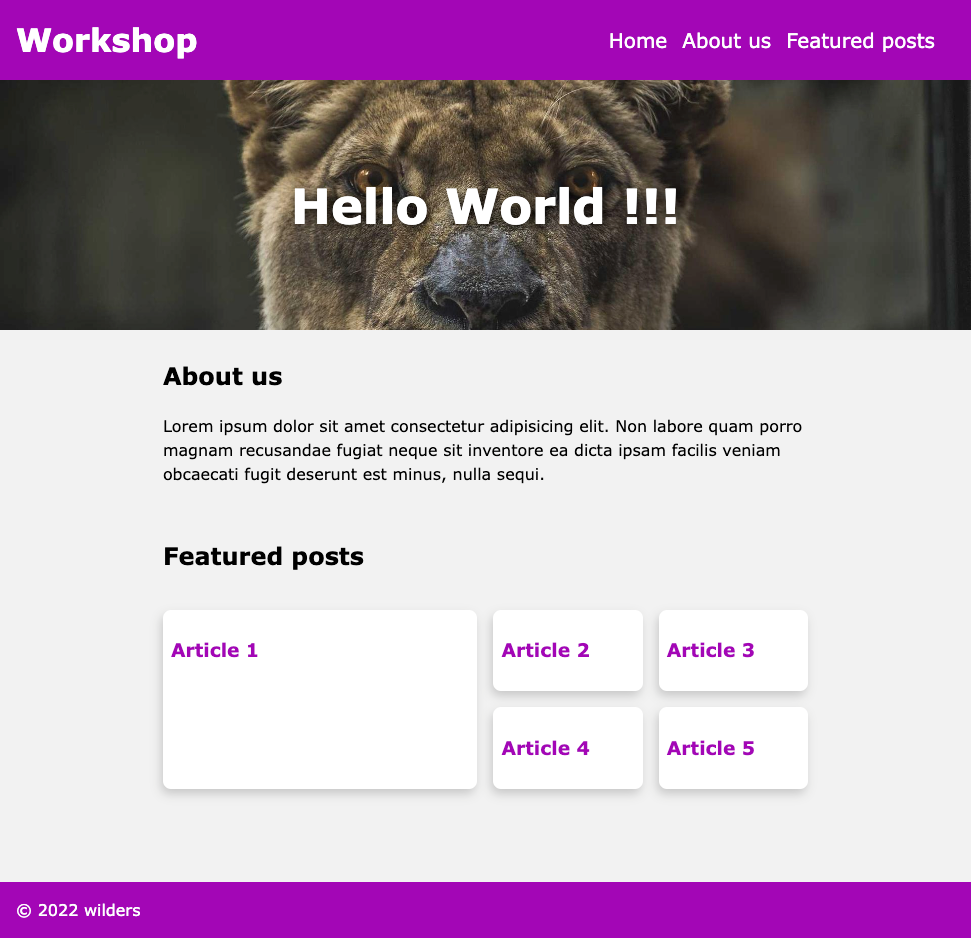 Workshop
Home About us Featured posts
Hello World !!!
About us
Lorem ipsum dolor sit amet consectetur adipisicing elit. Non labore quam porro
magnam recusandae fugiat neque sit inventore ea dicta ipsam facilis veniam
obcaecati fugit deserunt est minus, nulla sequi.
Featured posts
Article 1
Article 2
Article 3
Article 4
Article 5
© 2022 wilders